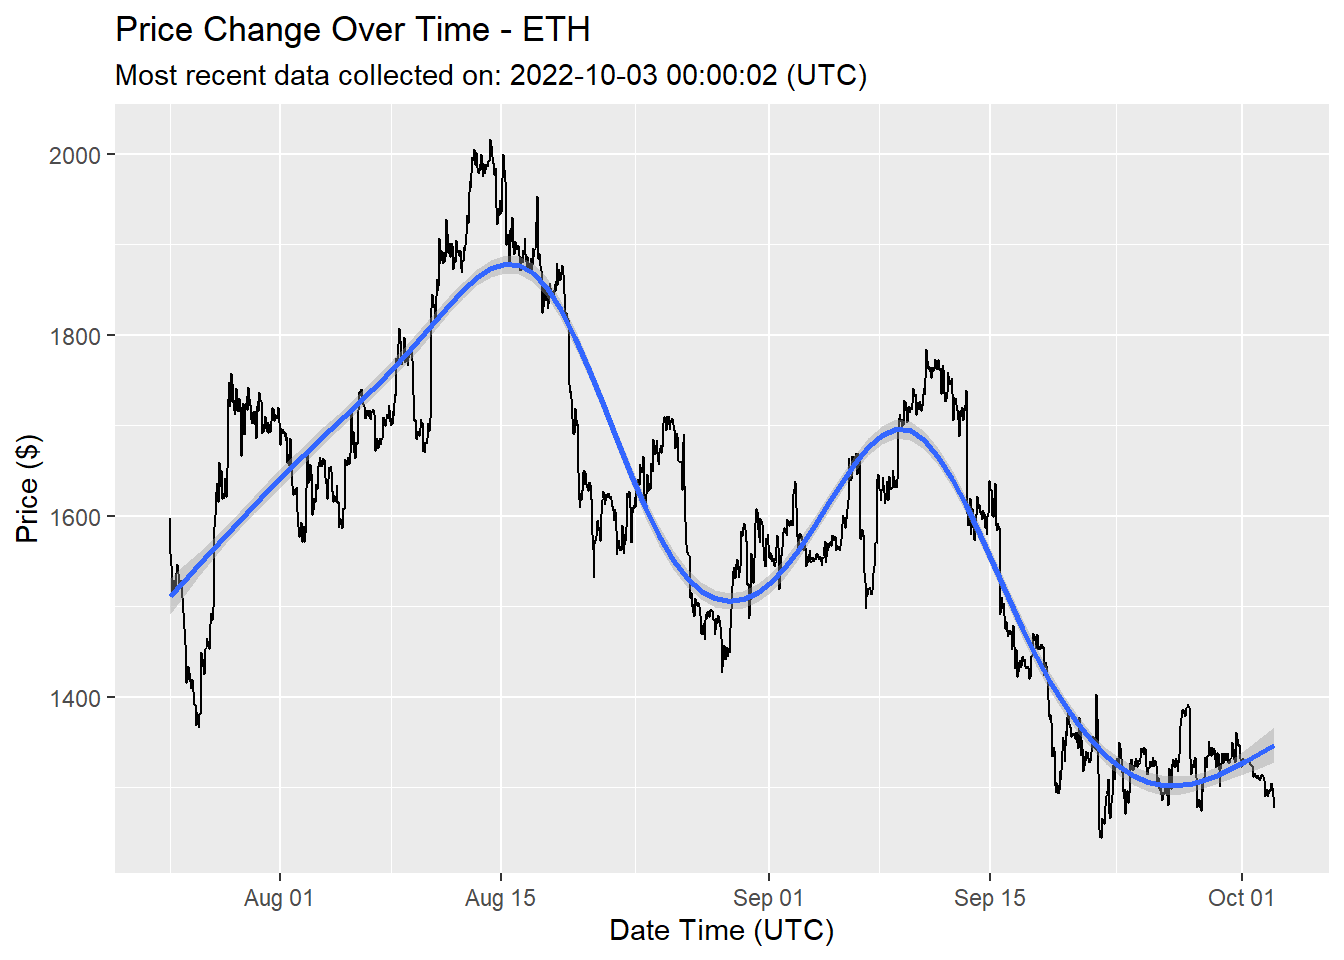 Price Change Over Time - ETH
Most recent data collected on: 2022-10-03 00:00:02 (UTC)
2000
1800
1600
1400
Price ($)
Aug 01
Aug 15
Sep 01
Sep 15
Oct 01
Date Time (UTC)